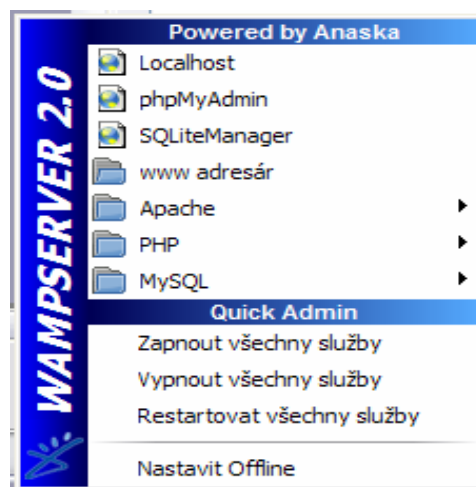 Powered by Anaska
Localhost
phpMyAdmin
SQLiteManager
www adresár
Apache
PHP
MySQL
Quick Admin
Zapnout všechny služby
Vypnout všechny služby
Restartovat všechny služby
Nastavit Offline
WAMPSERVER 2.0